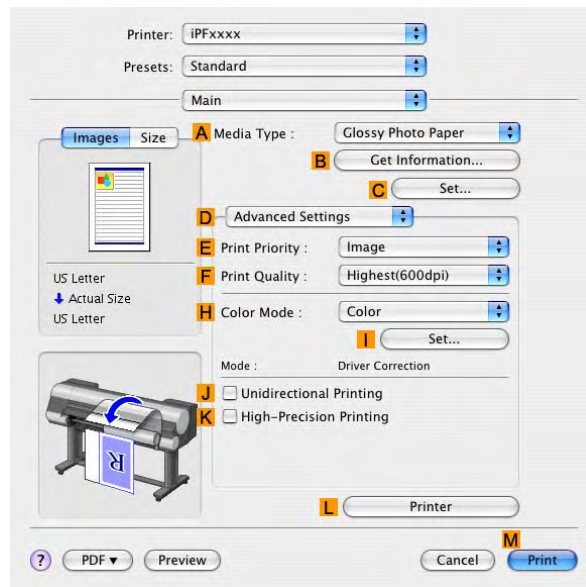 Printer: iPFxxxx
Presets: Standard
Main
Images Size
A Media Type : Glossy Photo Paper
B Get Information...
C Set...
D Advanced Settings
E Print Priority : Image
F Print Quality : Highest(600dpi)
US Letter
Actual Size
US Letter
H Color Mode : Color
I Set...
Mode : Driver Correction
J Unidirectional Printing
K High-Precision Printing
R
L Printer
M
? PDF Preview Cancel Print